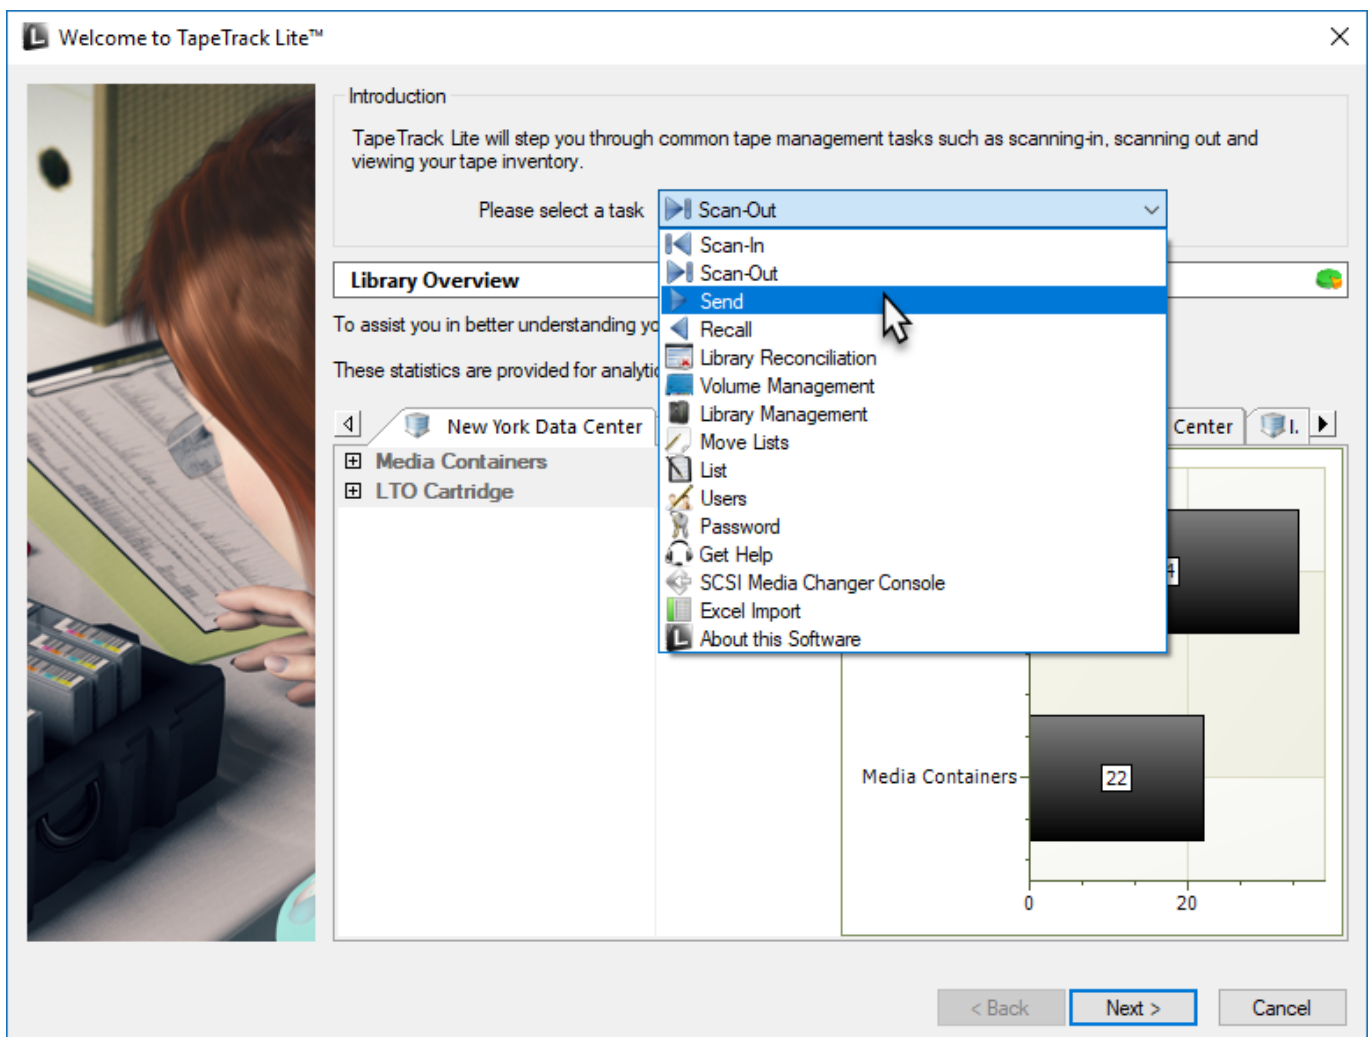 Welcome to TapeTrack Lite™
Introduction
TapeTrack Lite will step you through common tape management tasks such as scanning-in, scanning out and
viewing your tape inventory.
Please select a task
Scan-Out
Scan-In
Scan-Out
Send
Recall
Library Reconciliation
Volume Management
Library Management
Move Lists
List
Users
Password
Get Help
SCSI Media Changer Console
Excel Import
About this Software
Library Overview
To assist you in better understanding
These statistics are provided for
New York Data Center
Center
Media Containers
LTO Cartridge
4
Media Containers
22
0
20
< Back
Next >
Cancel